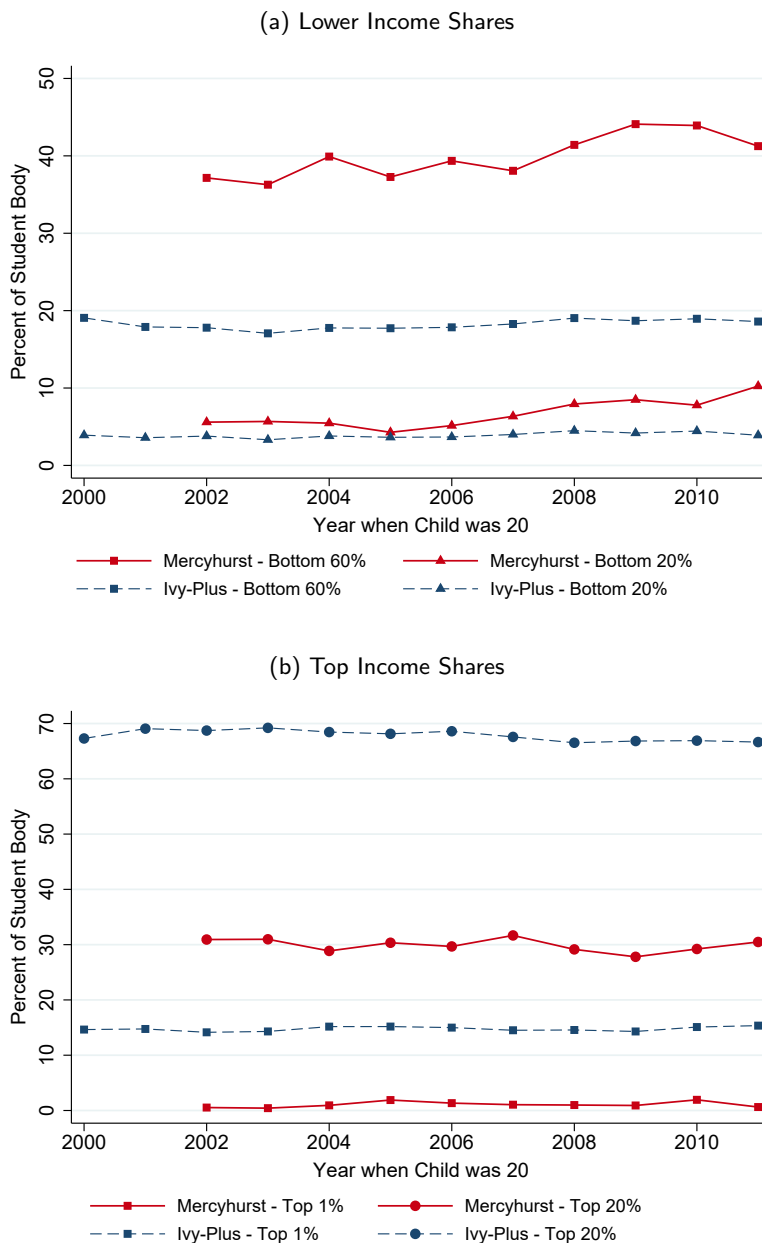 (a) Lower Income Shares
50
40
30
20
10
0
Percent of Student Body
2000 2002 2004 2006 2008 2010
Year when Child was 20
Mercyhurst - Bottom 60% Mercyhurst - Bottom 20%
Ivy-Plus - Bottom 60% Ivy-Plus - Bottom 20%
(b) Top Income Shares
70
60
50
40
30
20
10
0
Percent of Student Body
2000 2002 2004 2006 2008 2010
Year when Child was 20
Mercyhurst - Top 1% Mercyhurst - Top 20%
Ivy-Plus - Top 1% Ivy-Plus - Top 20%